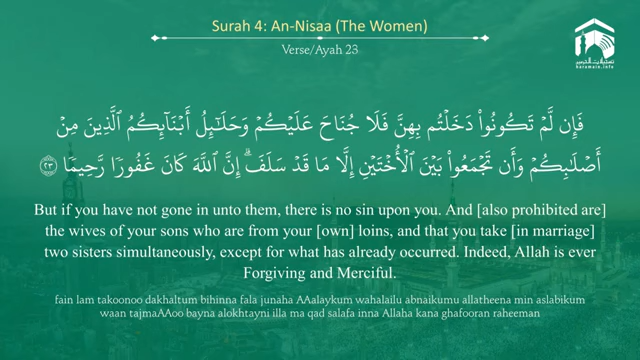 Surah 4: An-Nisaa (The Women)
Verse/Ayah 23
haramain.info
فَإِن لَّمْ تَكُونُوا۟ دَخَلْتُم بِهِنَّ فَلَا جُنَاحَ عَلَيْكُمْ وَحَلَـٰٓئِلُ أَبْنَآئِكُمُ ٱلَّذِينَ مِنْ
أَصْلَـٰبِكُمْ وَأَن تَجْمَعُوا۟ بَيْنَ ٱلْأُخْتَيْنِ إِلَّا مَا قَدْ سَلَفَ ۗ إِنَّ ٱللَّهَ كَانَ غَفُورًا رَّحِيمًا ٢٣
But if you have not gone in unto them, there is no sin upon you. And [also prohibited are]
the wives of your sons who are from your [own] loins, and that you take [in marriage]
two sisters simultaneously, except for what has already occurred. Indeed, Allah is ever
Forgiving and Merciful.
fain lam takoonoo dakhaltum bihinna fala junaha AAalaykum wahalailu abnaikumu allatheena min aslabikum
waan tajmaAAoo bayna alokhtayni illa ma qad salafa inna Allaha kana ghafooran raheeman